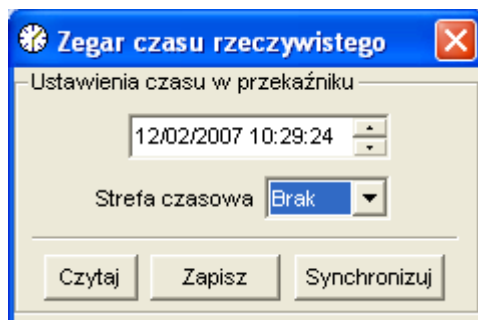 Zegar czasu rzeczywistego
Ustawienia czasu w przekaźniku
12/02/2007 10:29:24
Strefa czasowa Brak
Czytaj Zapisz Synchronizuj